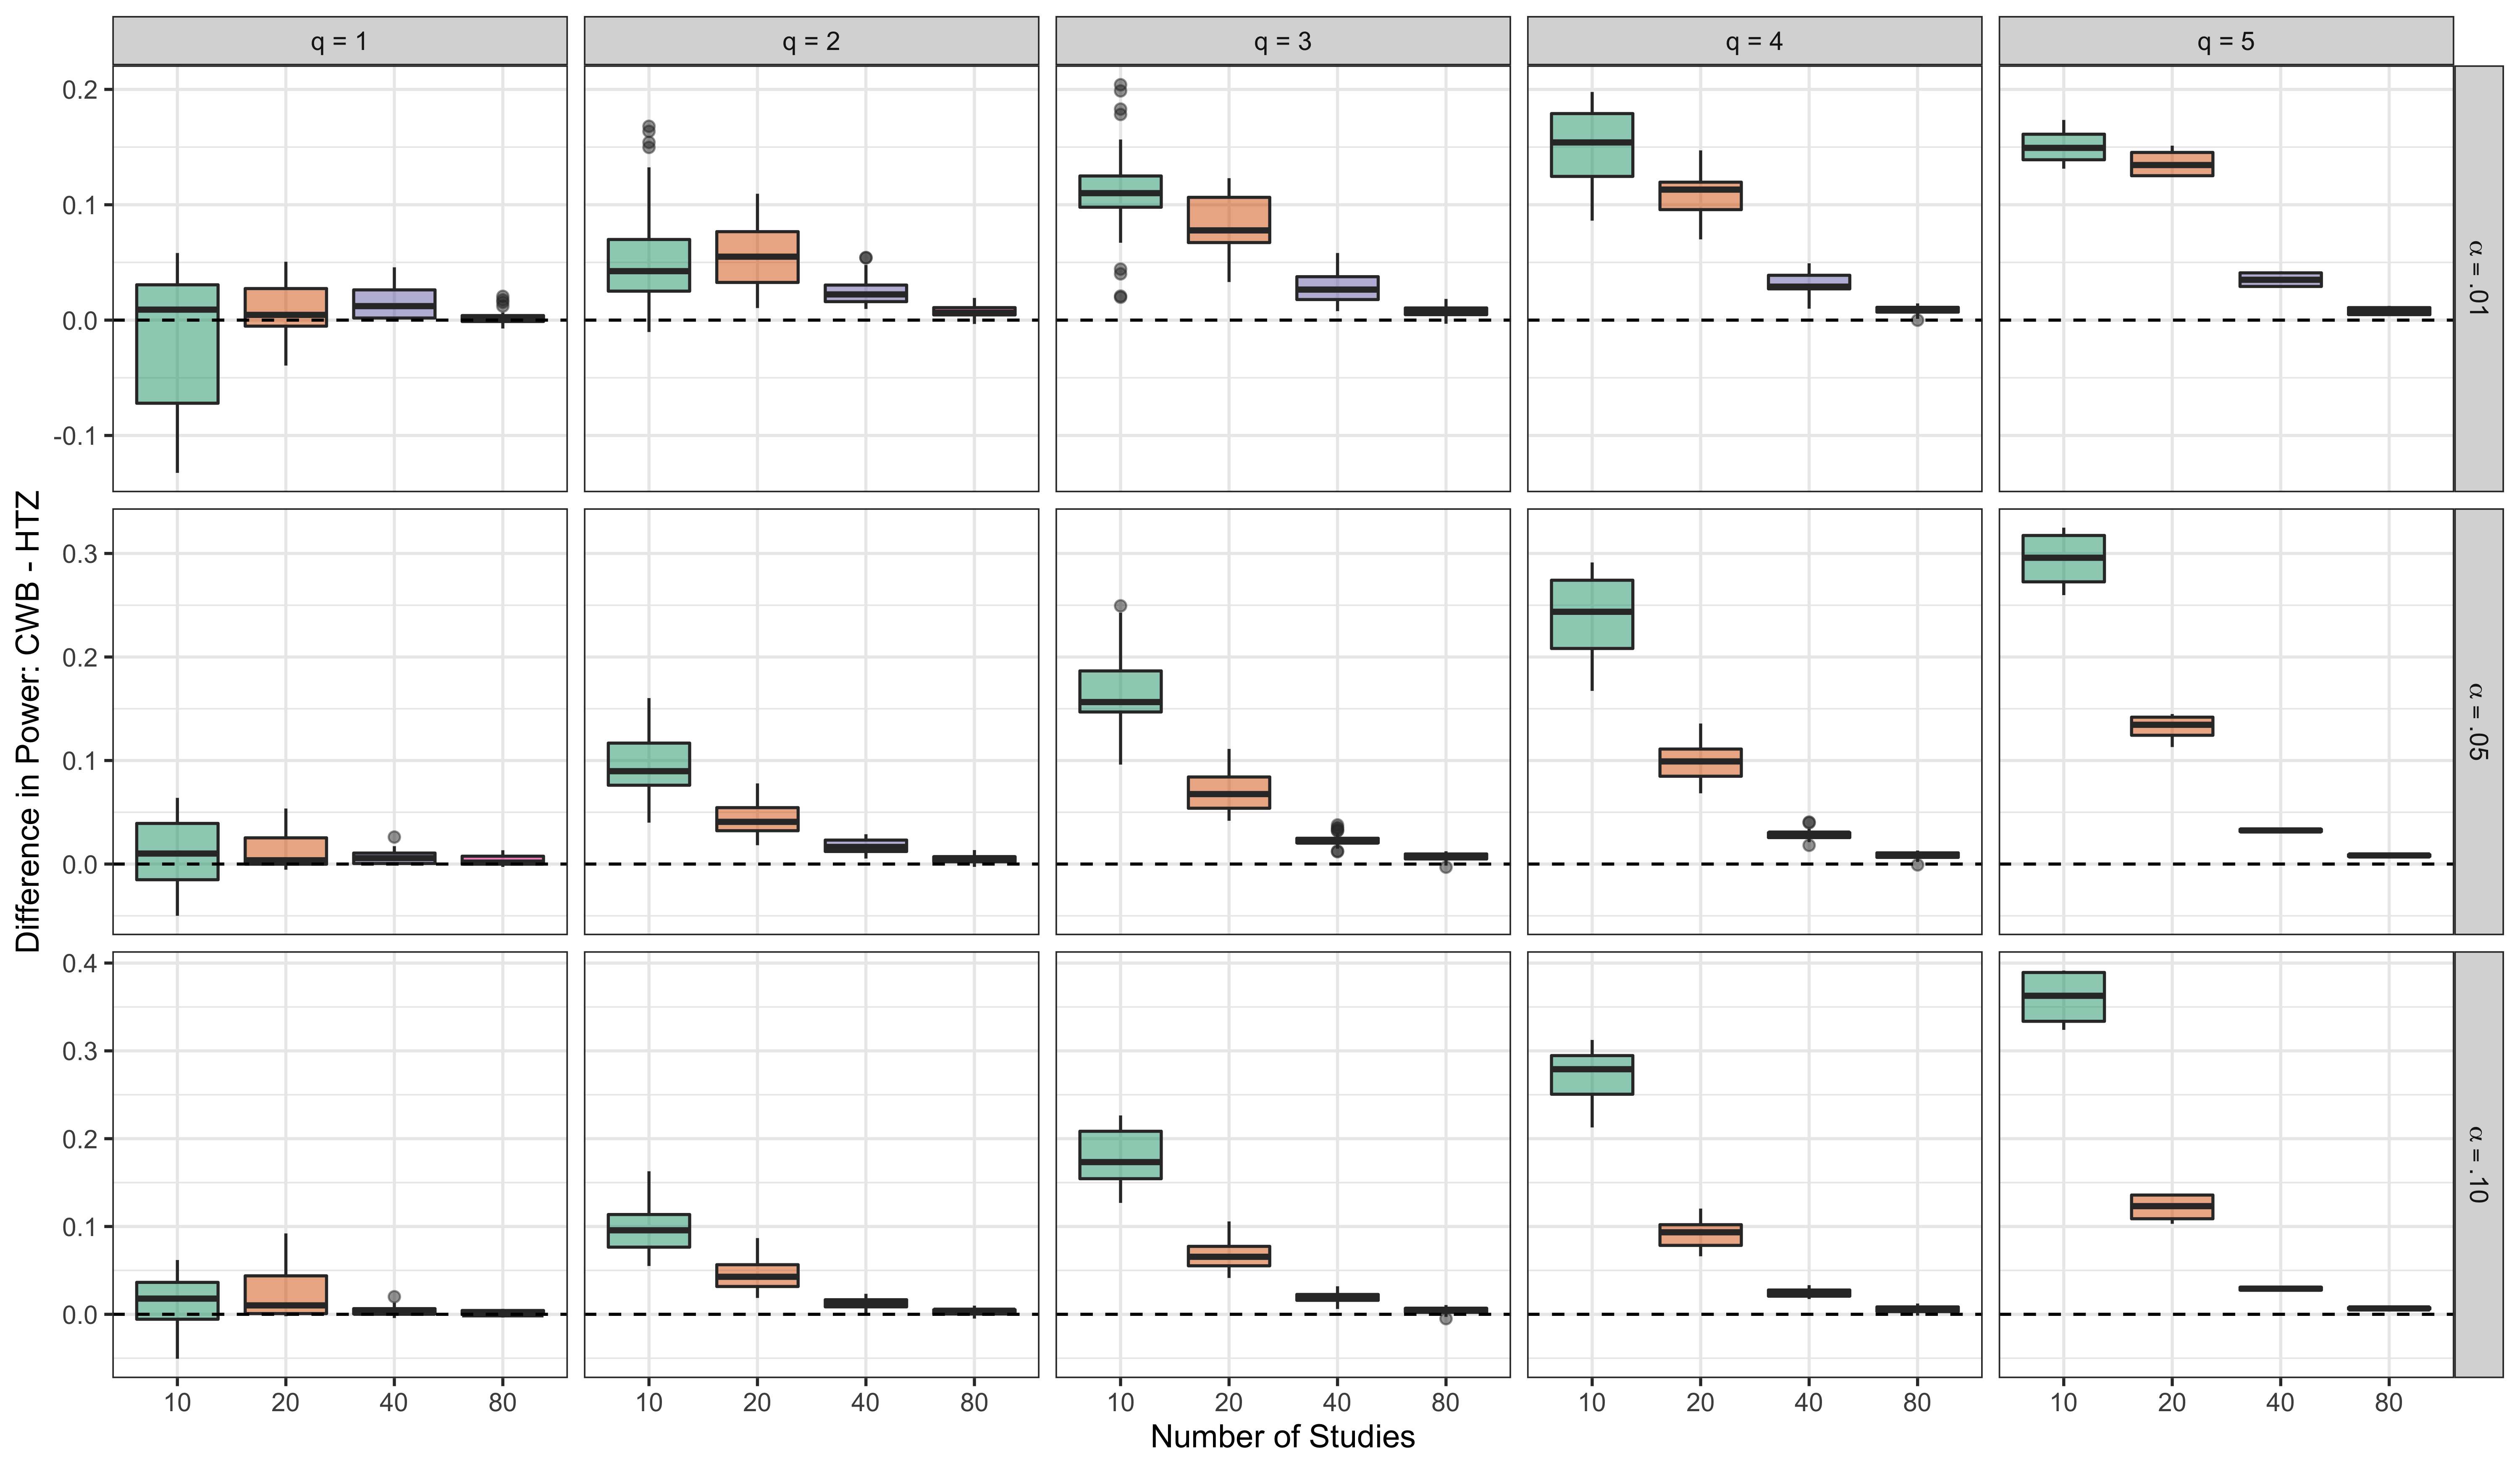 q = 1
q = 2
q = 3
q = 4
q = 5
Difference in Power: CWB - HTZ
0.2
0.1
0.0
-0.1
α = .01
0.3
0.2
0.1
0.0
α = .05
0.4
0.3
0.2
0.1
0.0
α = .10
10 20 40 80
10 20 40 80
10 20 40 80
10 20 40 80
10 20 40 80
Number of Studies